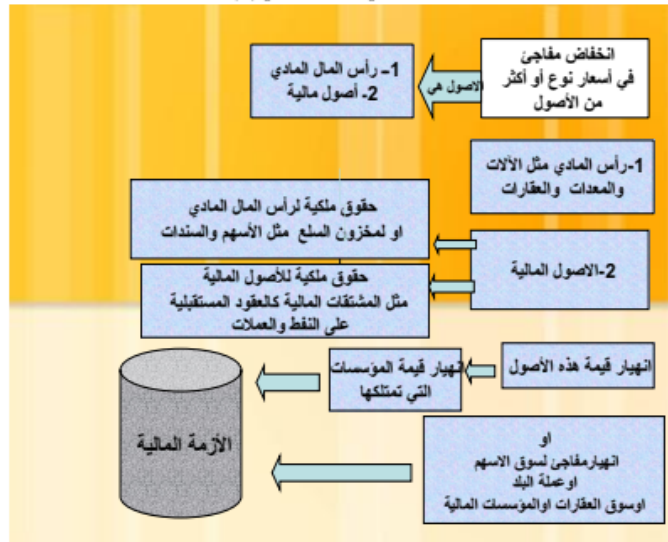 انخفاض مفاجئ
في أسعار نوع أو أكثر
من الأصول
الاصول هي
1- رأس المال المادي
2- أصول مالية
1-رأس المادي مثل الآلات
والمعدات والعقارات
2-الاصول المالية
حقوق ملكية لرأس المال المادي
او لمخزون السلع مثل الأسهم والسندات
حقوق ملكية للأصول المالية
مثل المشتقات المالية كالعقود المستقبلية
على النفط والعملات
انهيار قيمة هذه الأصول
انهيار قيمة المؤسسات
التي تمتلكها
الأزمة المالية
او
انهيارمفاجئ لسوق الاسهم
اوعملة البلد
اوسوق العقارات اوالمؤسسات المالية